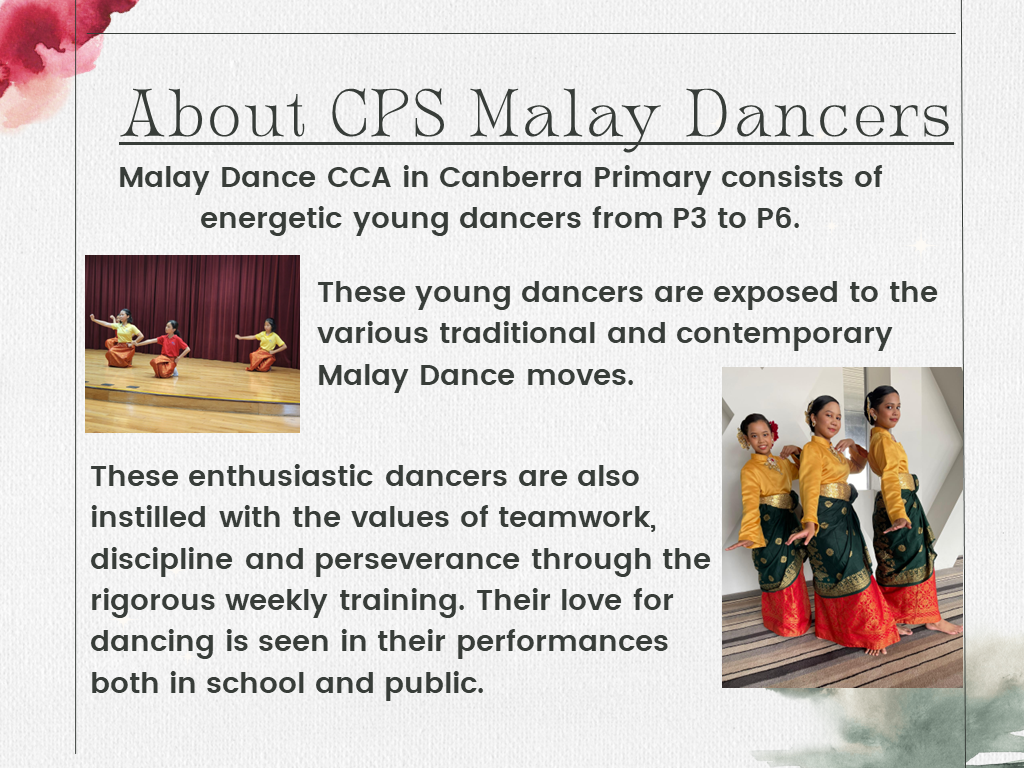 About CPS Malay Dancers
Malay Dance CCA in Canberra Primary consists of
energetic young dancers from P3 to P6.
These young dancers are exposed to the
various traditional and contemporary
Malay Dance moves.
These enthusiastic dancers are also
instilled with the values of teamwork,
discipline and perseverance through the
rigorous weekly training. Their love for
dancing is seen in their performances
both in school and public.